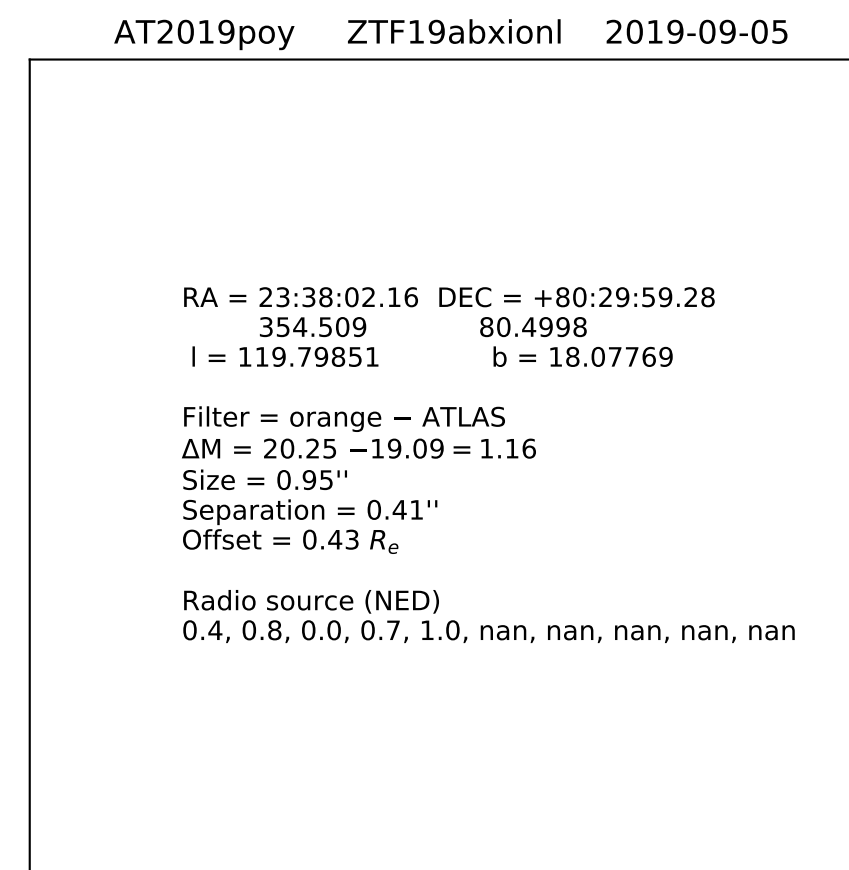 AT2019poy ZTF19abxionl 2019-09-05
RA = 23:38:02.16 DEC = +80:29:59.28
354.509 80.4998
l = 119.79851 b = 18.07769
Filter = orange − ATLAS
ΔM = 20.25 −19.09 = 1.16
Size = 0.95''
Separation = 0.41''
Offset = 0.43 Re
Radio source (NED)
0.4, 0.8, 0.0, 0.7, 1.0, nan, nan, nan, nan, nan